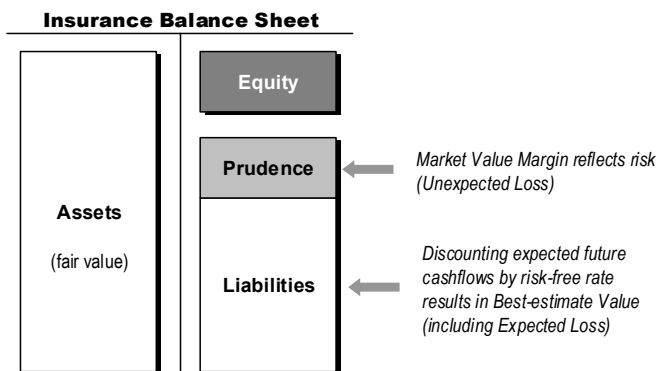 Insurance Balance Sheet
Equity
Prudence
Market Value Margin reflects risk
(Unexpected Loss)
Assets
(fair value)
Liabilities
Discounting expected future
cashflows by risk-free rate
results in Best-estimate Value
(including Expected Loss)